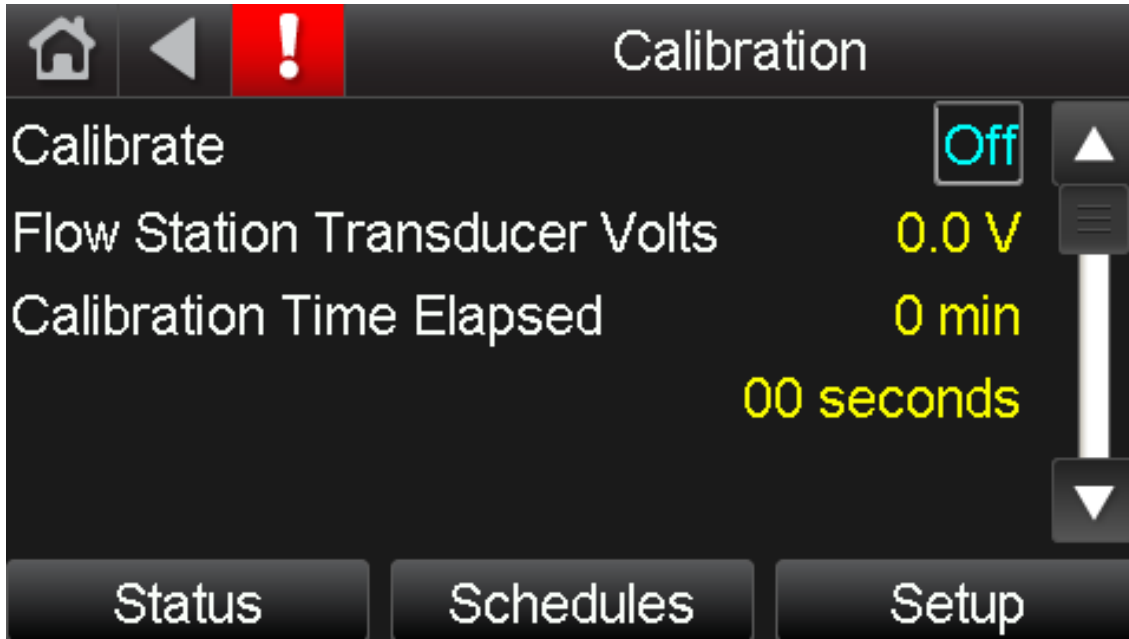 ! Calibration
Calibrate Off
Flow Station Transducer Volts 0.0 V
Calibration Time Elapsed 0 min
00 seconds
Status Schedules Setup